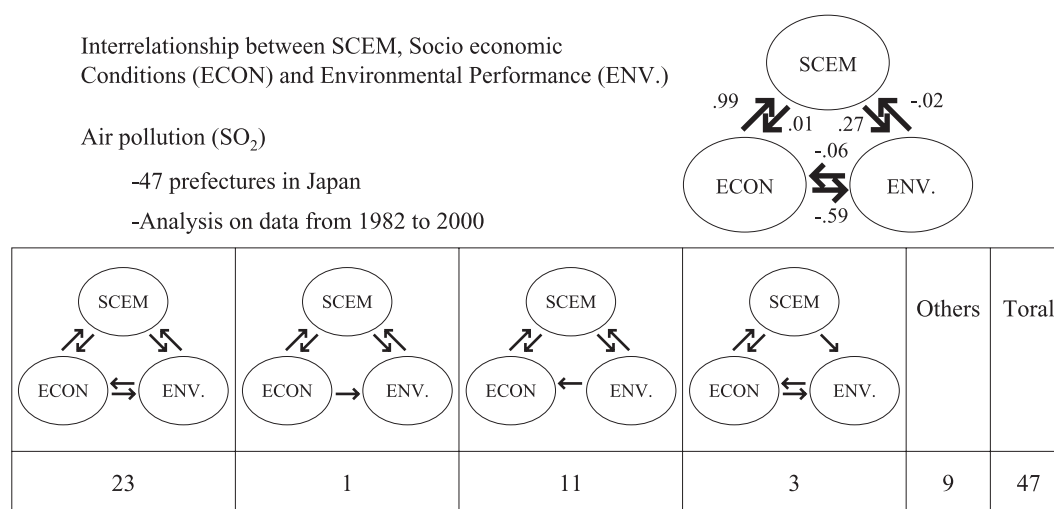 Interrelationship between SCEM, Socio economic
Conditions (ECON) and Environmental Performance (ENV.)
Air pollution (SO₂)
-47 prefectures in Japan
-Analysis on data from 1982 to 2000
SCEM
.99
.01
.27
-.02
-.06
ECON
ENV.
-.59
SCEM
ECON
ENV.
SCEM
ECON
ENV.
SCEM
ECON
ENV.
SCEM
ECON
ENV.
Others
Toral
23
1
11
3
9
47